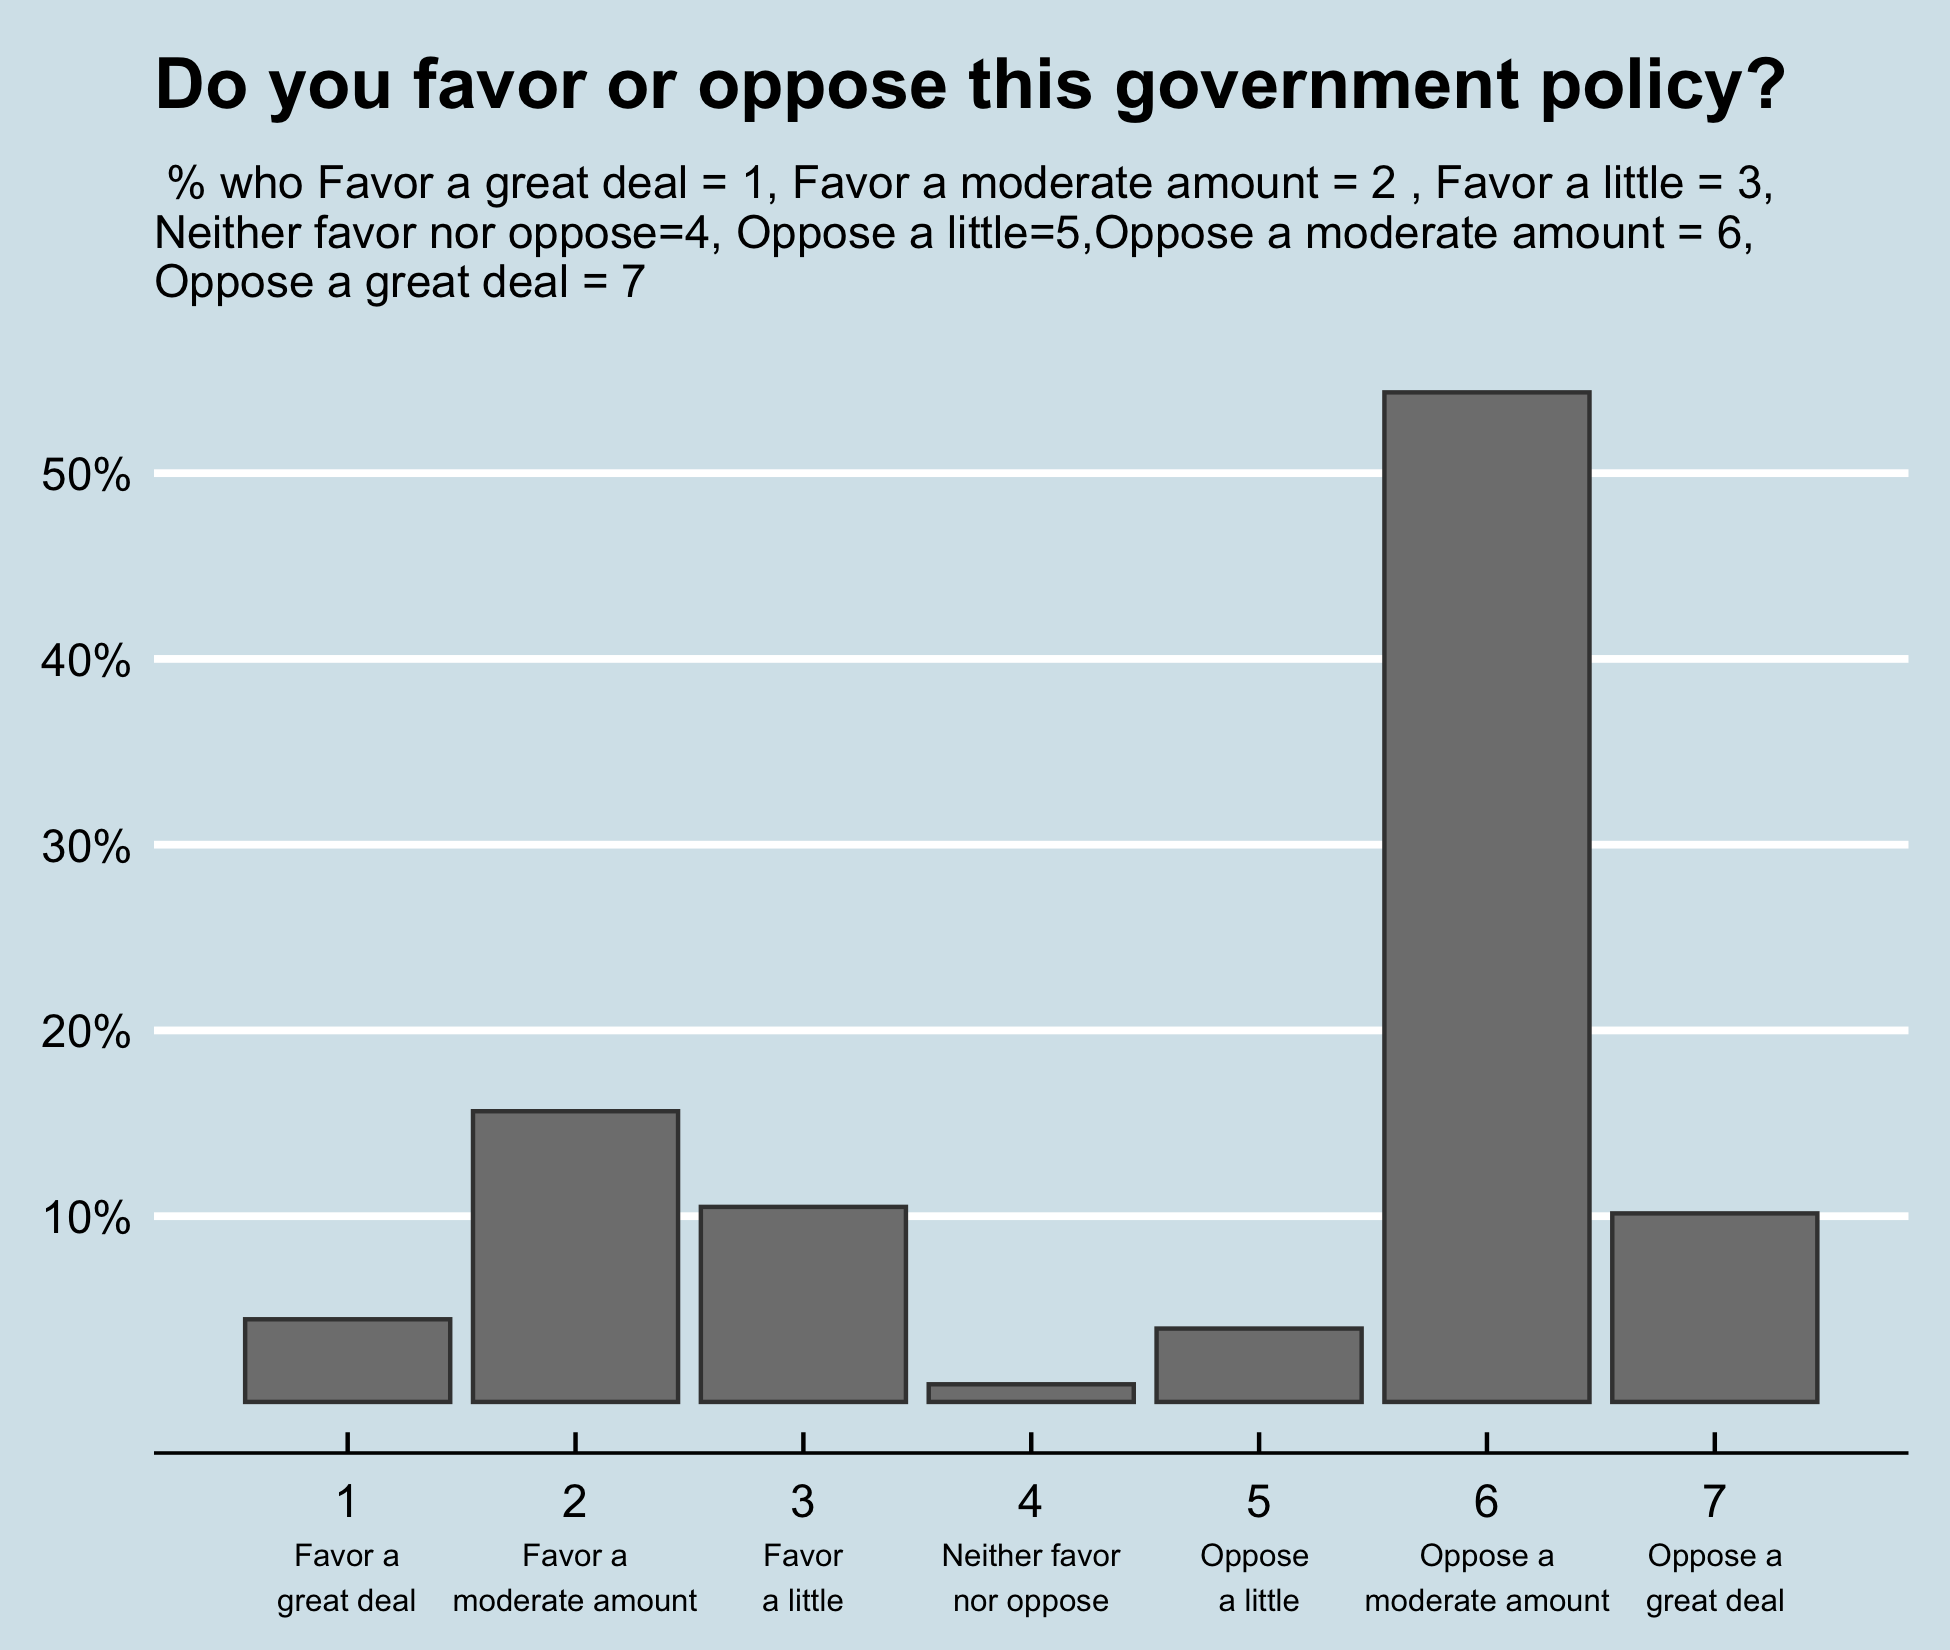 Do you favor or oppose this government policy?
% who Favor a great deal = 1, Favor a moderate amount = 2 , Favor a little = 3,
Neither favor nor oppose=4, Oppose a little=5,Oppose a moderate amount = 6,
Oppose a great deal = 7
50%
40%
30%
20%
10%
1 2 3 4 5 6 7
Favor a Favor a Favor Neither favor Oppose Oppose a Oppose a
great deal moderate amount a little nor oppose a little moderate amount great deal